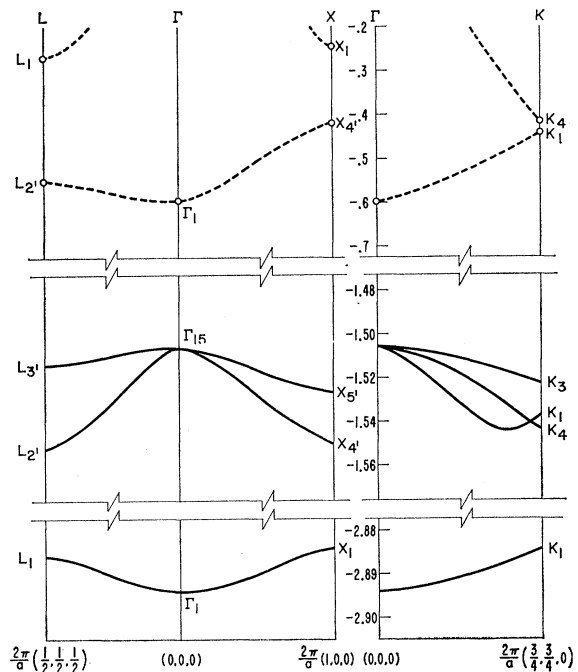 L Γ X Γ K
L₁ X₁ -.2
-.3
X₄' -.4 K₄
K₁
L₂' -.5
Γ₁ -.6
-.7
-1.48
Γ₁₅ -1.50
L₃' X₅' -1.52 K₃
K₁
L₂' X₄' -1.54 K₄
-1.56
-2.88
L₁ X₁ K₁
Γ₁ -2.89
-2.90
2π/a (1/2, 1/2, 1/2) (0,0,0) 2π/a (1,0,0) (0,0,0) 2π/a (3/4, 3/4, 0)